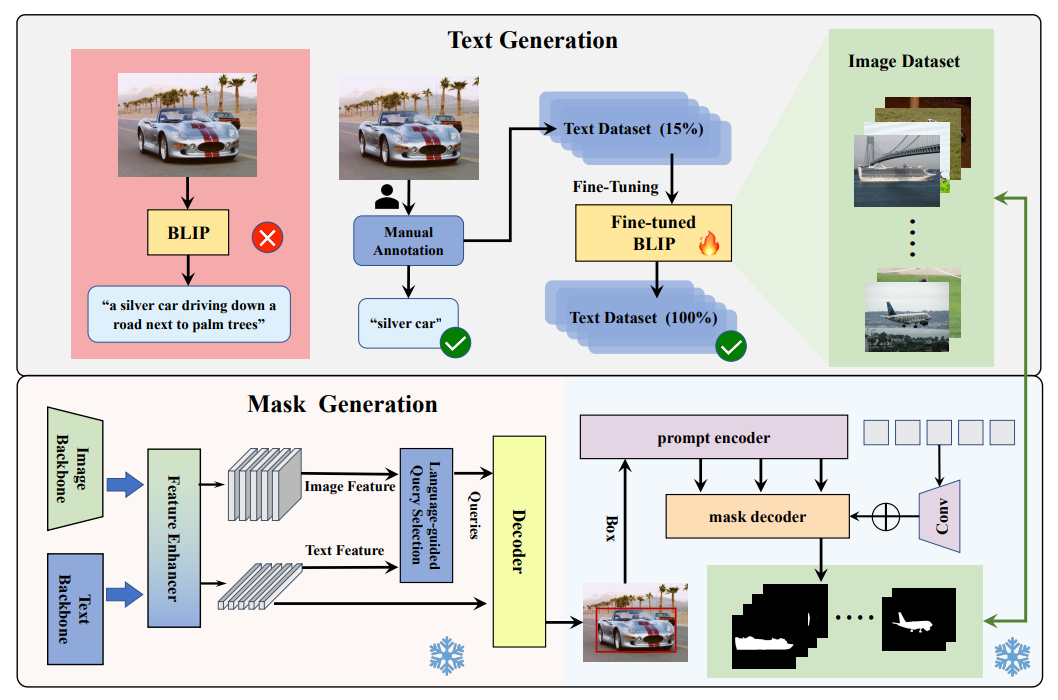 Text Generation
Image Dataset
BLIP
“a silver car driving down a
road next to palm trees”
Manual
Annotation
“silver car”
Text Dataset (15%)
Fine-Tuning
Fine-tuned
BLIP
Text Dataset (100%)
Mask Generation
Image
Backbone
Text
Backbone
Feature Enhancer
Image Feature
Text Feature
Language-guided
Query Selection
Queries
Decoder
Box
prompt encoder
mask decoder
Conv